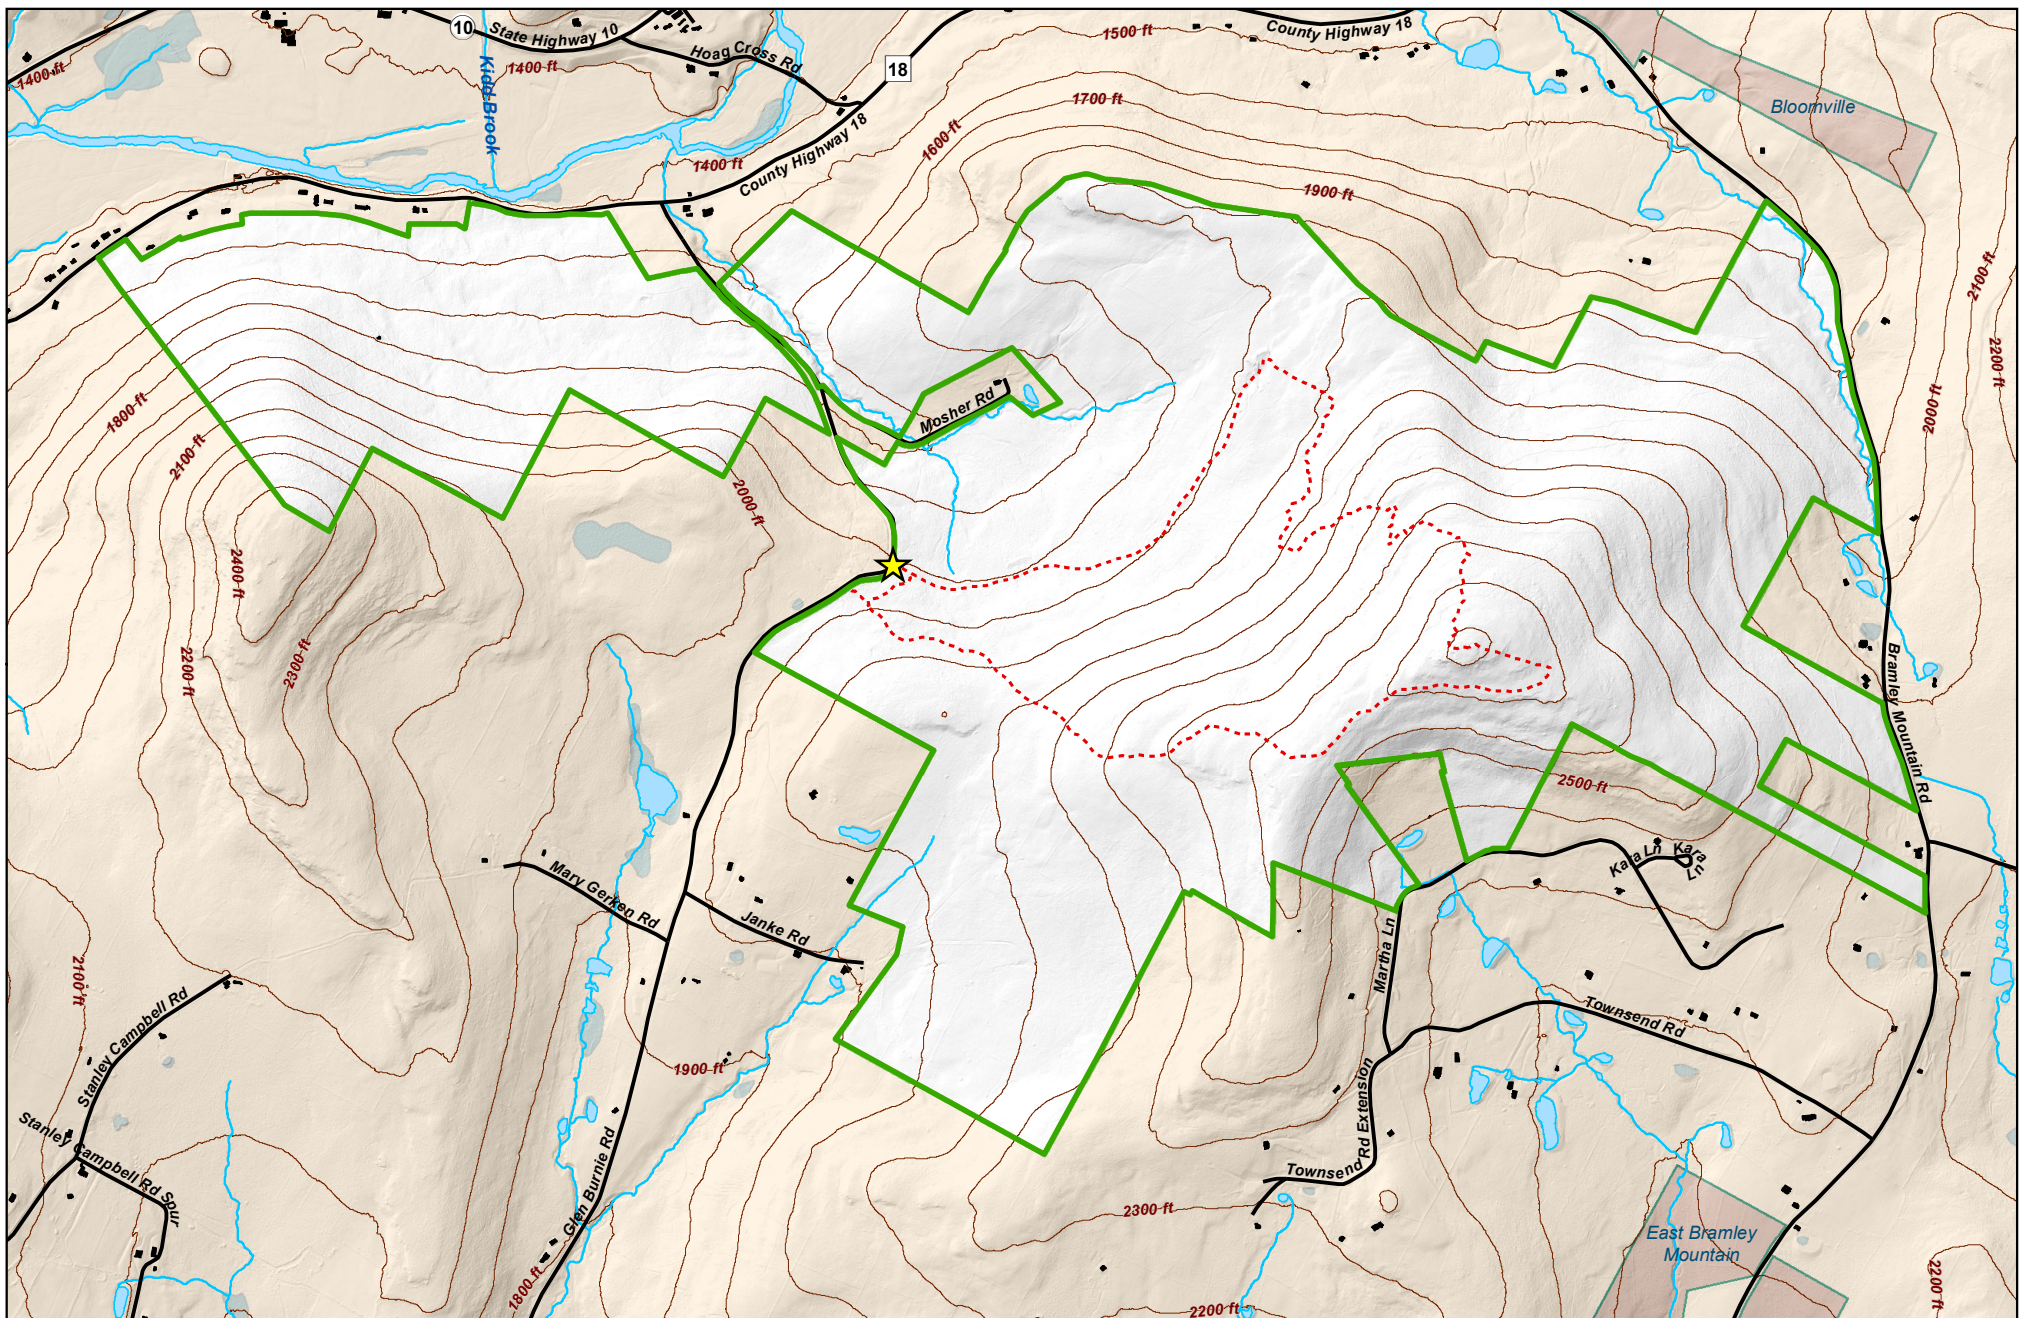 10
State Highway 10
Hoag Cross Rd
County Highway 18
1500 ft
18
1400 ft
1400 ft
Kidd Brook
1700 ft
Bloomville
1600 ft
County Highway 18
1400 ft
1900 ft
2100 ft
2200 ft
2000 ft
1800 ft
Mosher Rd
2100 ft
2000 ft
2400 ft
2200 ft
2300 ft
Bramley Mountain Rd
2500 ft
Kara Ln
Kara
Ln
Mary Gerken Rd
Janke Rd
Martha Ln
2100 ft
Stanley Campbell Rd
Townsend Rd
1900 ft
Stanley Campbell Rd Spur
Glen Burnie Rd
Townsend Rd Extension
2300 ft
East Bramley
Mountain
1800 ft
2200 ft
2200 ft